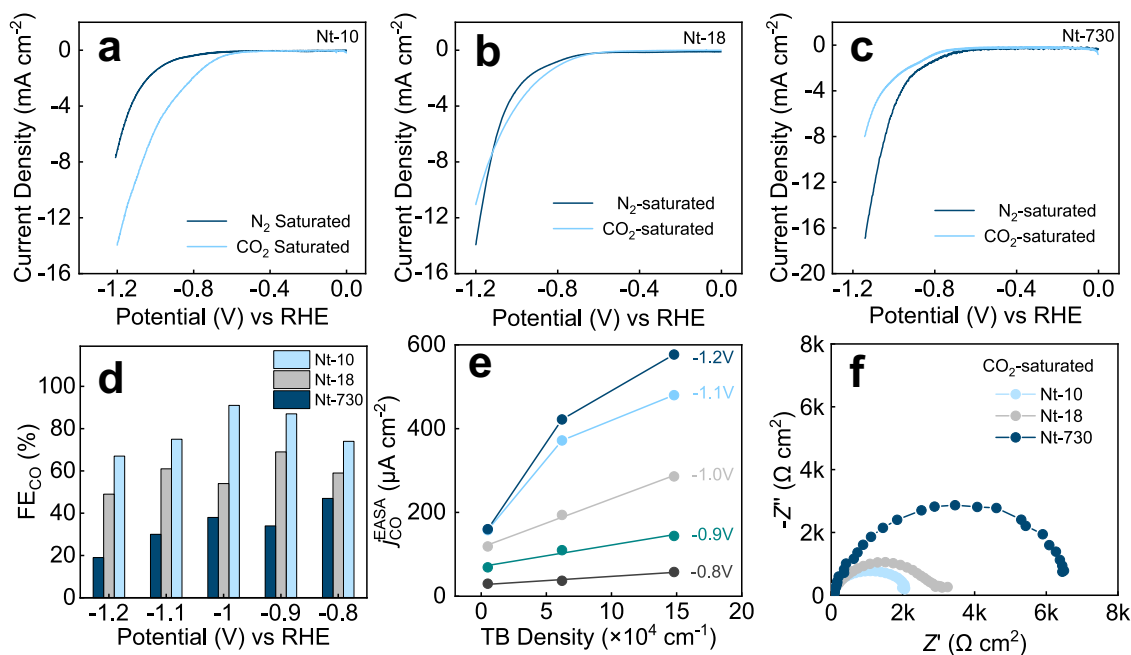 a
Nt-10
0
-4
-8
-12
-16
-1.2
-0.8
-0.4
0.0
Current Density (mA cm⁻²)
Potential (V) vs RHE
N₂ Saturated
CO₂ Saturated
b
Nt-18
0
-4
-8
-12
-16
-1.2
-0.8
-0.4
0.0
Current Density (mA cm⁻²)
Potential (V) vs RHE
N₂-saturated
CO₂-saturated
c
Nt-730
0
-4
-8
-12
-16
-20
-1.2
-0.8
-0.4
0.0
Current Density (mA cm⁻²)
Potential (V) vs RHE
N₂-saturated
CO₂-saturated
d
Nt-10
Nt-18
Nt-730
100
80
60
40
20
0
-1.2
-1.1
-1
-0.9
-0.8
FE_CO (%)
Potential (V) vs RHE
e
600
400
200
0
0
5
10
15
20
-1.2V
-1.1V
-1.0V
-0.9V
-0.8V
j_CO^EASA (μA cm⁻²)
TB Density (×10⁴ cm⁻¹)
f
CO₂-saturated
Nt-10
Nt-18
Nt-730
8k
6k
4k
2k
0
0
2k
4k
6k
8k
-Z" (Ω cm²)
Z' (Ω cm²)